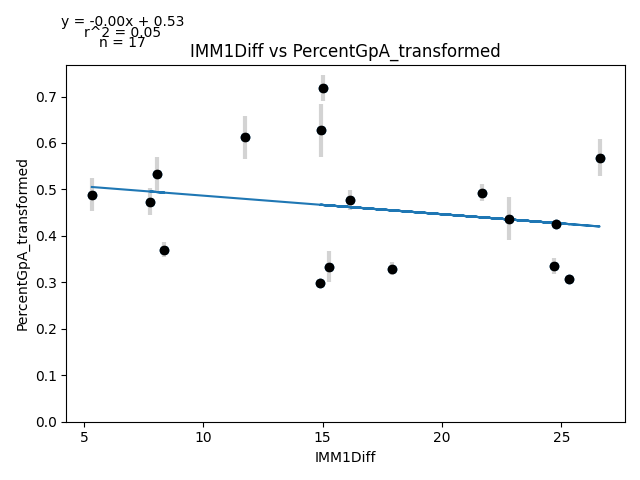 y = -0.00x + 0.53
r^2 = 0.05
n = 17
IMM1Diff vs PercentGpA_transformed
PercentGpA_transformed
0.7
0.6
0.5
0.4
0.3
0.2
0.1
0.0
5
10
15
20
25
IMM1Diff